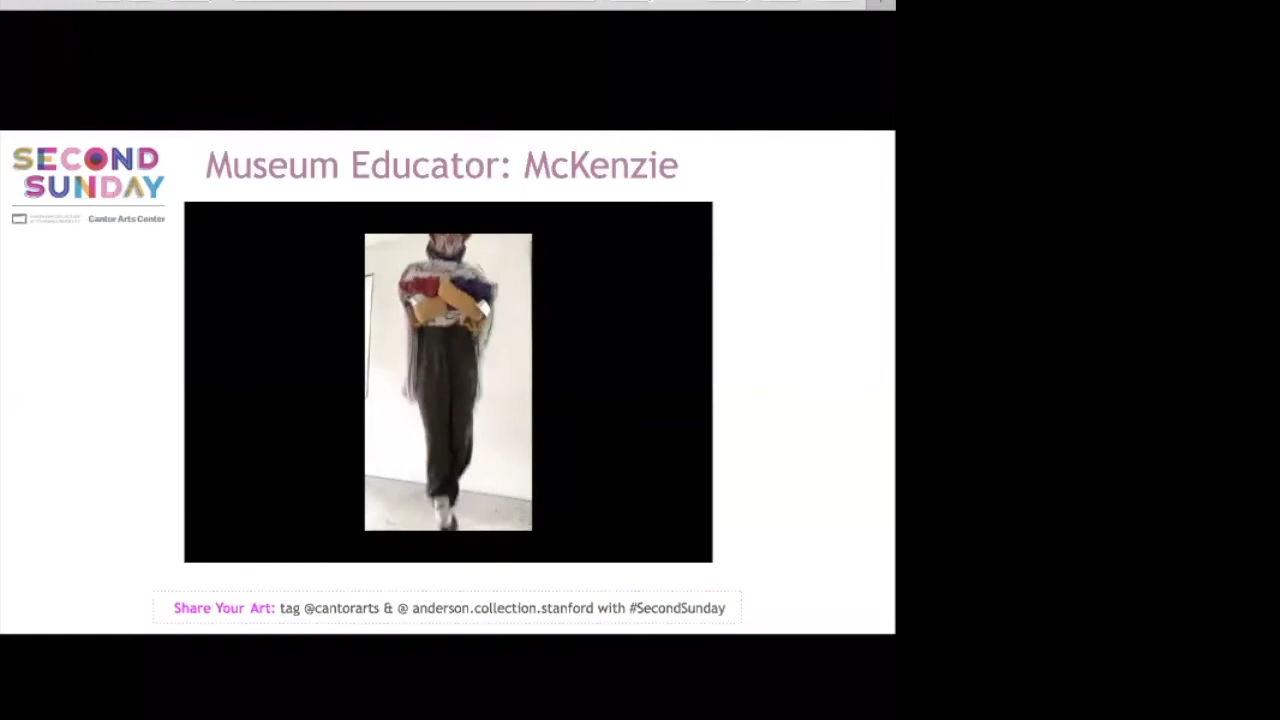 SECOND
SUNDAY
Museum Educator: McKenzie
Cantor Arts Center
Share Your Art: tag @cantorarts & @ anderson.collection.stanford with #SecondSunday